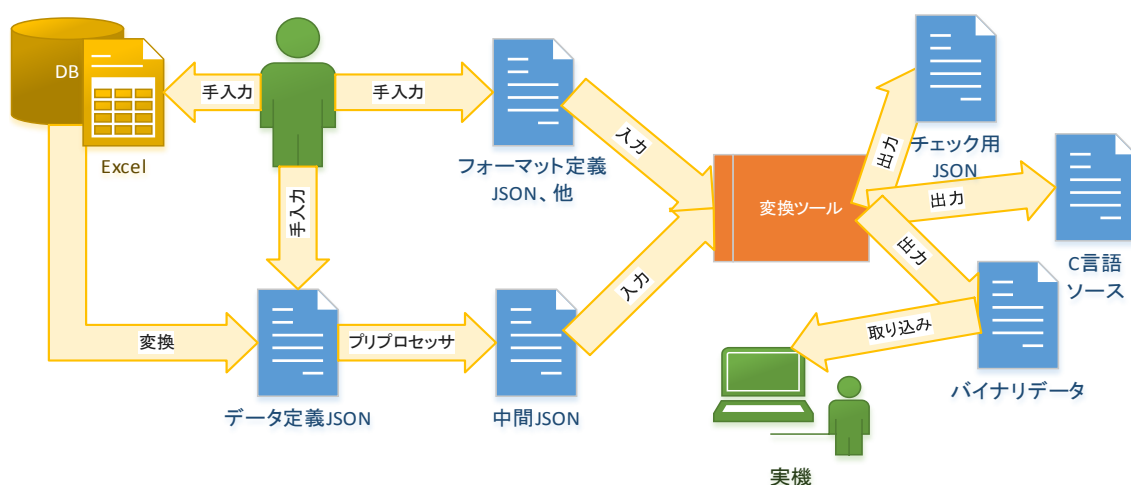 DB
Excel
手入力
手入力
手入力
フォーマット定義
JSON、他
入力
変換ツール
出力
チェック用
JSON
出力
C言語
ソース
出力
入力
変換
データ定義JSON
プリプロセッサ
中間JSON
取り込み
バイナリデータ
実機